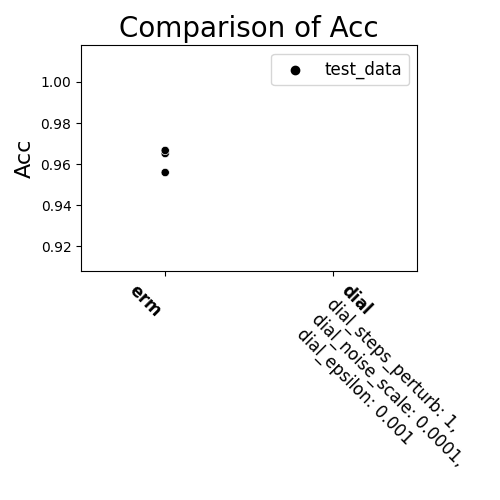 Comparison of Acc
test_data
Acc
1.00
0.98
0.96
0.94
0.92
erm
dial
dial_steps_perturb: 1,
dial_noise_scale: 0.0001,
dial_epsilon: 0.001